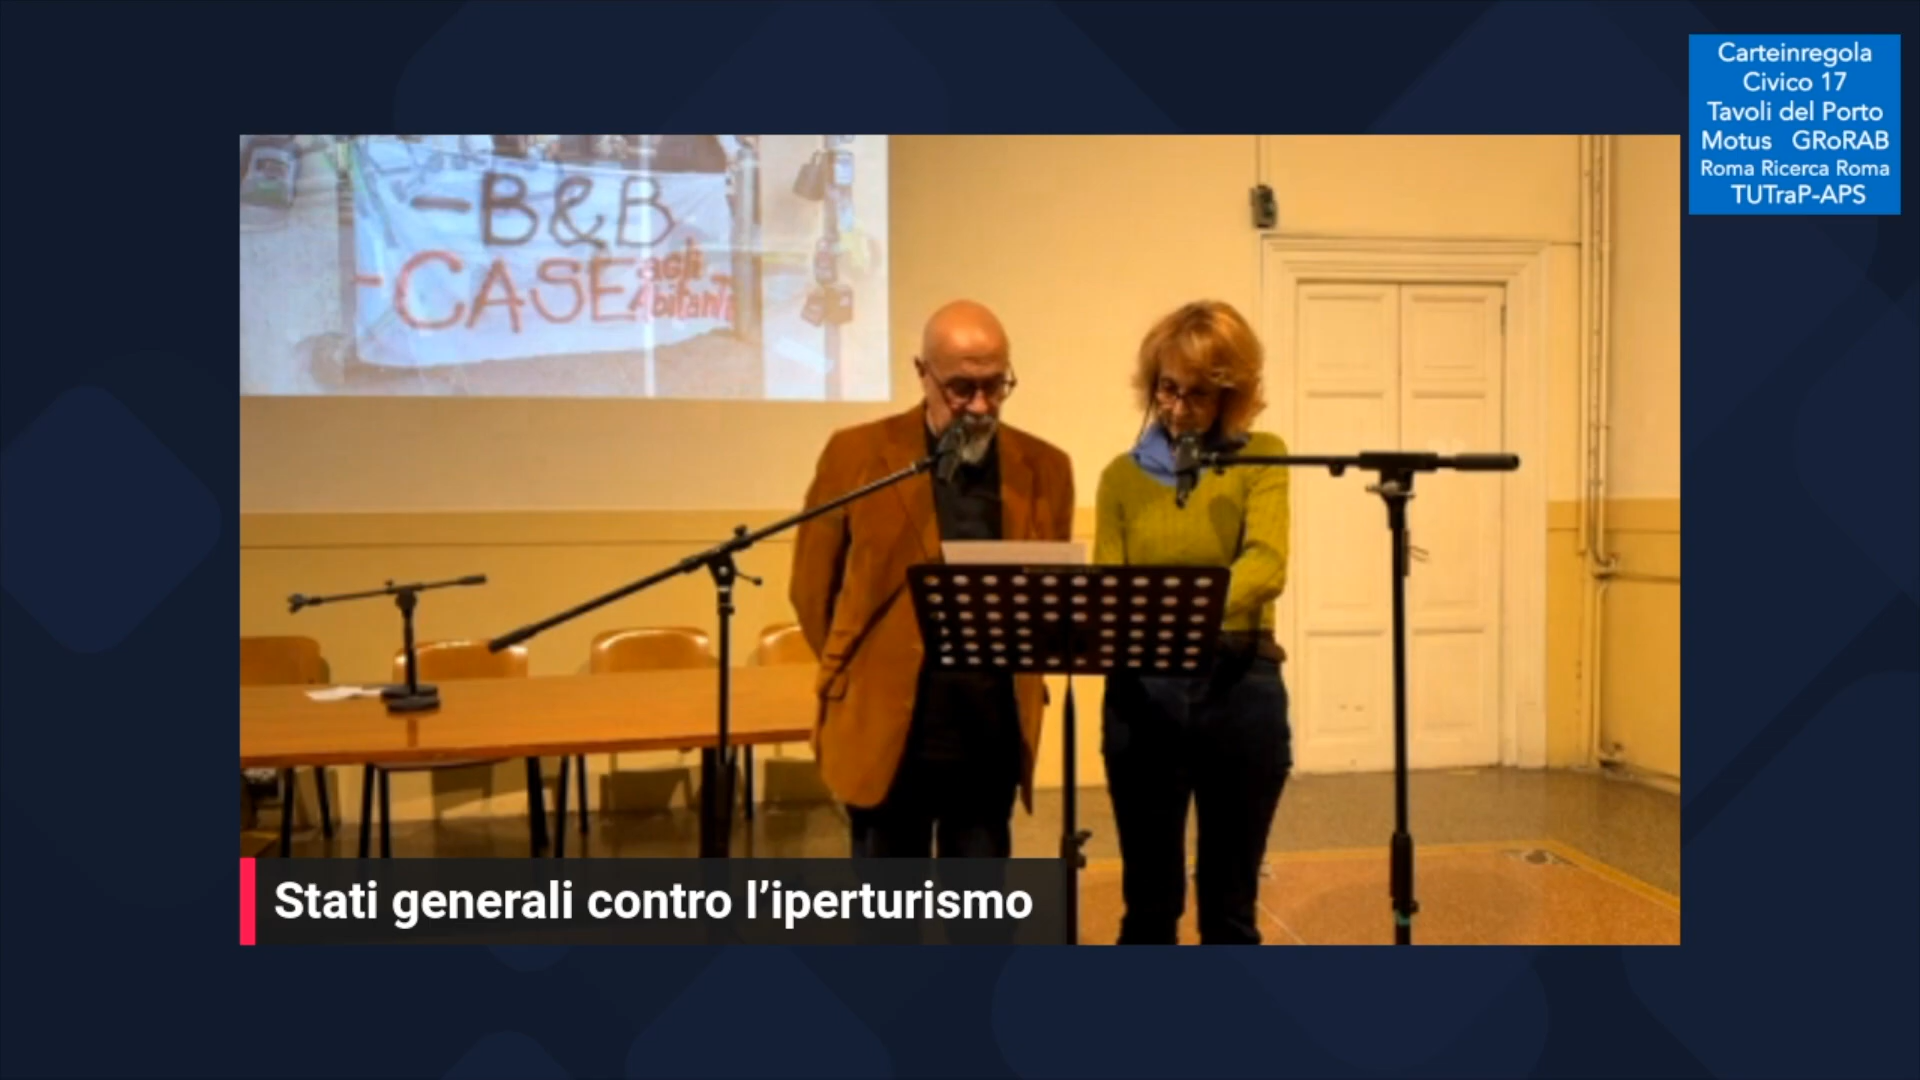 Carteinregola
Civico 17
Tavoli del Porto
Motus GRoRAB
Roma Ricerca Roma
TUTraP-APS
-B&B
-CASE agli
Abitanti
Stati generali contro l’iperturismo